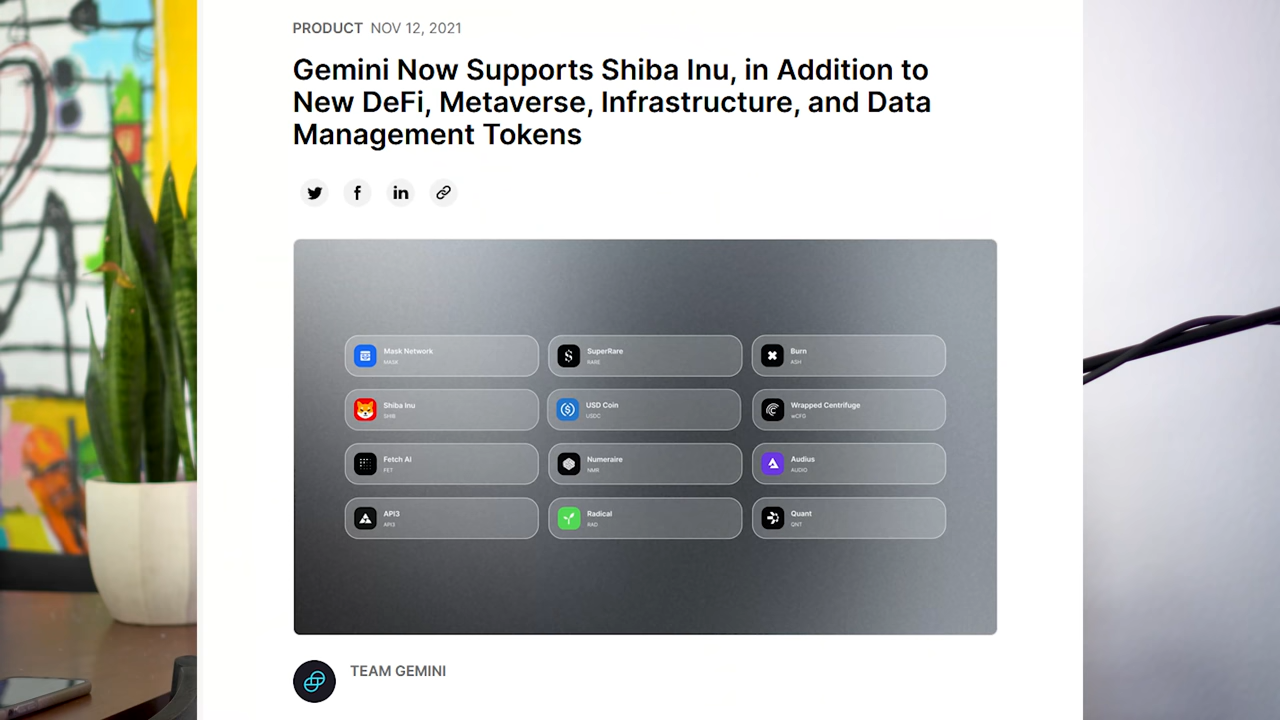 PRODUCT NOV 12, 2021
Gemini Now Supports Shiba Inu, in Addition to
New DeFi, Metaverse, Infrastructure, and Data
Management Tokens
Mask Network
MASK
SuperRare
RARE
Burn
ASH
Shiba Inu
SHIB
USD Coin
USDC
Wrapped Centrifuge
wCFG
Fetch AI
FET
Numeraire
NMR
Audius
AUDIO
API3
API3
Radical
RAD
Quant
QNT
TEAM GEMINI